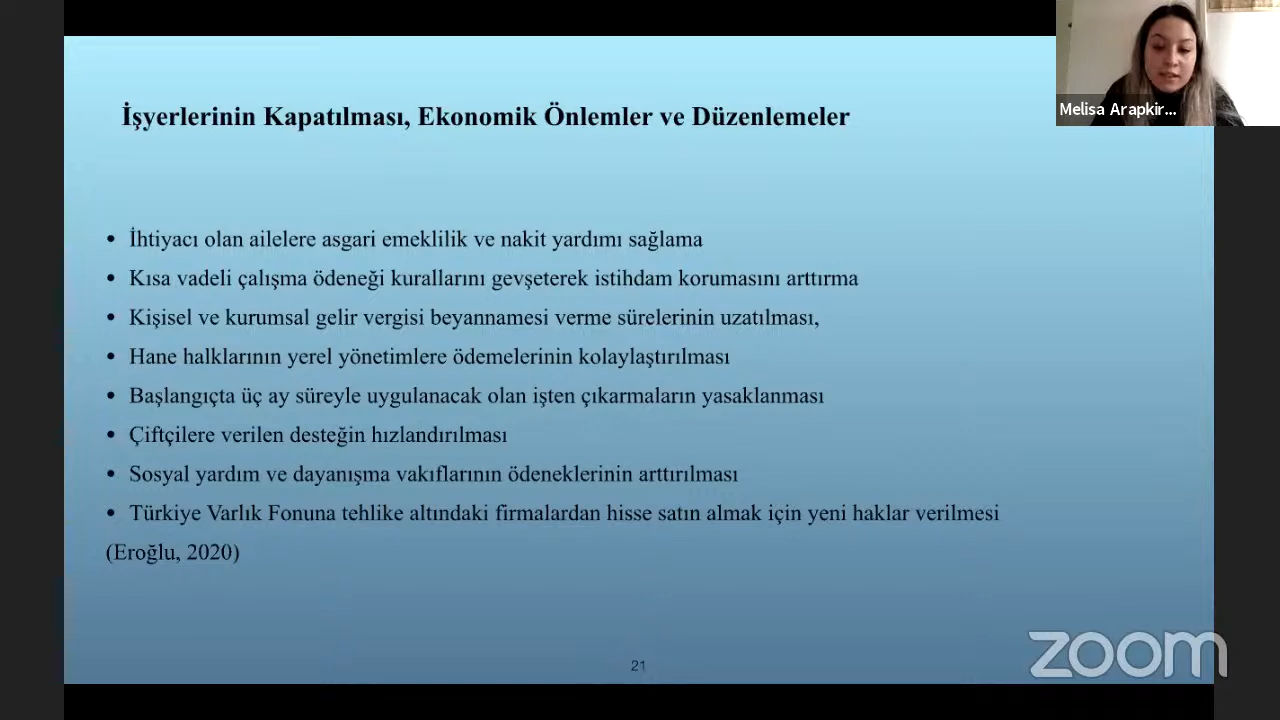 İşyerlerinin Kapatılması, Ekonomik Önlemler ve Düzenlemeler
Melisa Arapkir...
• İhtiyacı olan ailelere asgari emeklilik ve nakit yardımı sağlama
• Kısa vadeli çalışma ödeneği kurallarını gevşeterek istihdam korumasını arttırma
• Kişisel ve kurumsal gelir vergisi beyannamesi verme sürelerinin uzatılması,
• Hane halklarının yerel yönetimlere ödemelerinin kolaylaştırılması
• Başlangıçta üç ay süreyle uygulanacak olan işten çıkarmaların yasaklanması
• Çiftçilere verilen desteğin hızlandırılması
• Sosyal yardım ve dayanışma vakıflarının ödeneklerinin arttırılması
• Türkiye Varlık Fonuna tehlike altındaki firmalardan hisse satın almak için yeni haklar verilmesi
(Eroğlu, 2020)
21
zoom